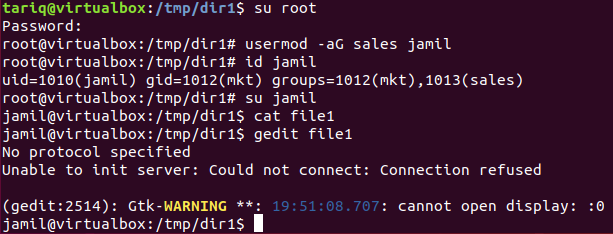 tariq@virtualbox:/tmp/dir1$ su root
Password:
root@virtualbox:/tmp/dir1# usermod -aG sales jamil
root@virtualbox:/tmp/dir1# id jamil
uid=1010(jamil) gid=1012(mkt) groups=1012(mkt),1013(sales)
root@virtualbox:/tmp/dir1# su jamil
jamil@virtualbox:/tmp/dir1$ cat file1
jamil@virtualbox:/tmp/dir1$ gedit file1
No protocol specified
Unable to init server: Could not connect: Connection refused
(gedit:2514): Gtk-WARNING **: 19:51:08.707: cannot open display: :0
jamil@virtualbox:/tmp/dir1$